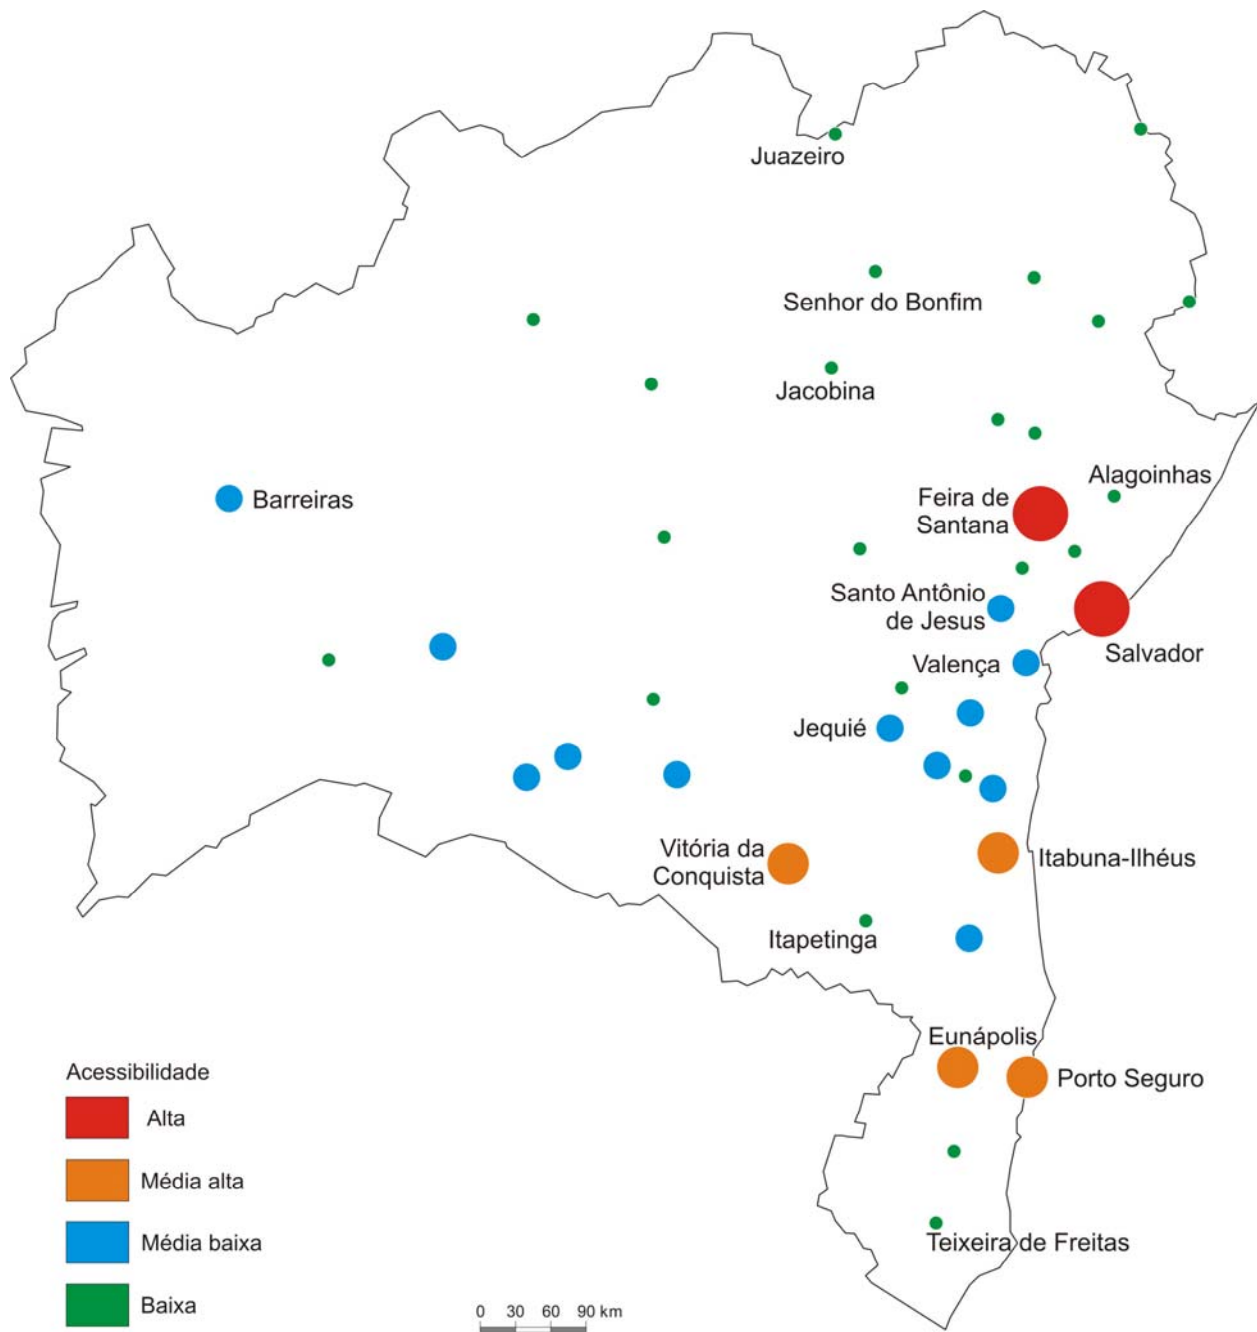 Juazeiro
Senhor do Bonfim
Jacobina
Alagoinhas
Feira de
Santana
Barreiras
Santo Antônio
de Jesus
Salvador
Valença
Jequié
Vitória da
Conquista
Itabuna-Ilhéus
Itapetinga
Eunápolis
Porto Seguro
Teixeira de Freitas
Acessibilidade
Alta
Média alta
Média baixa
Baixa
0 30 60 90 km